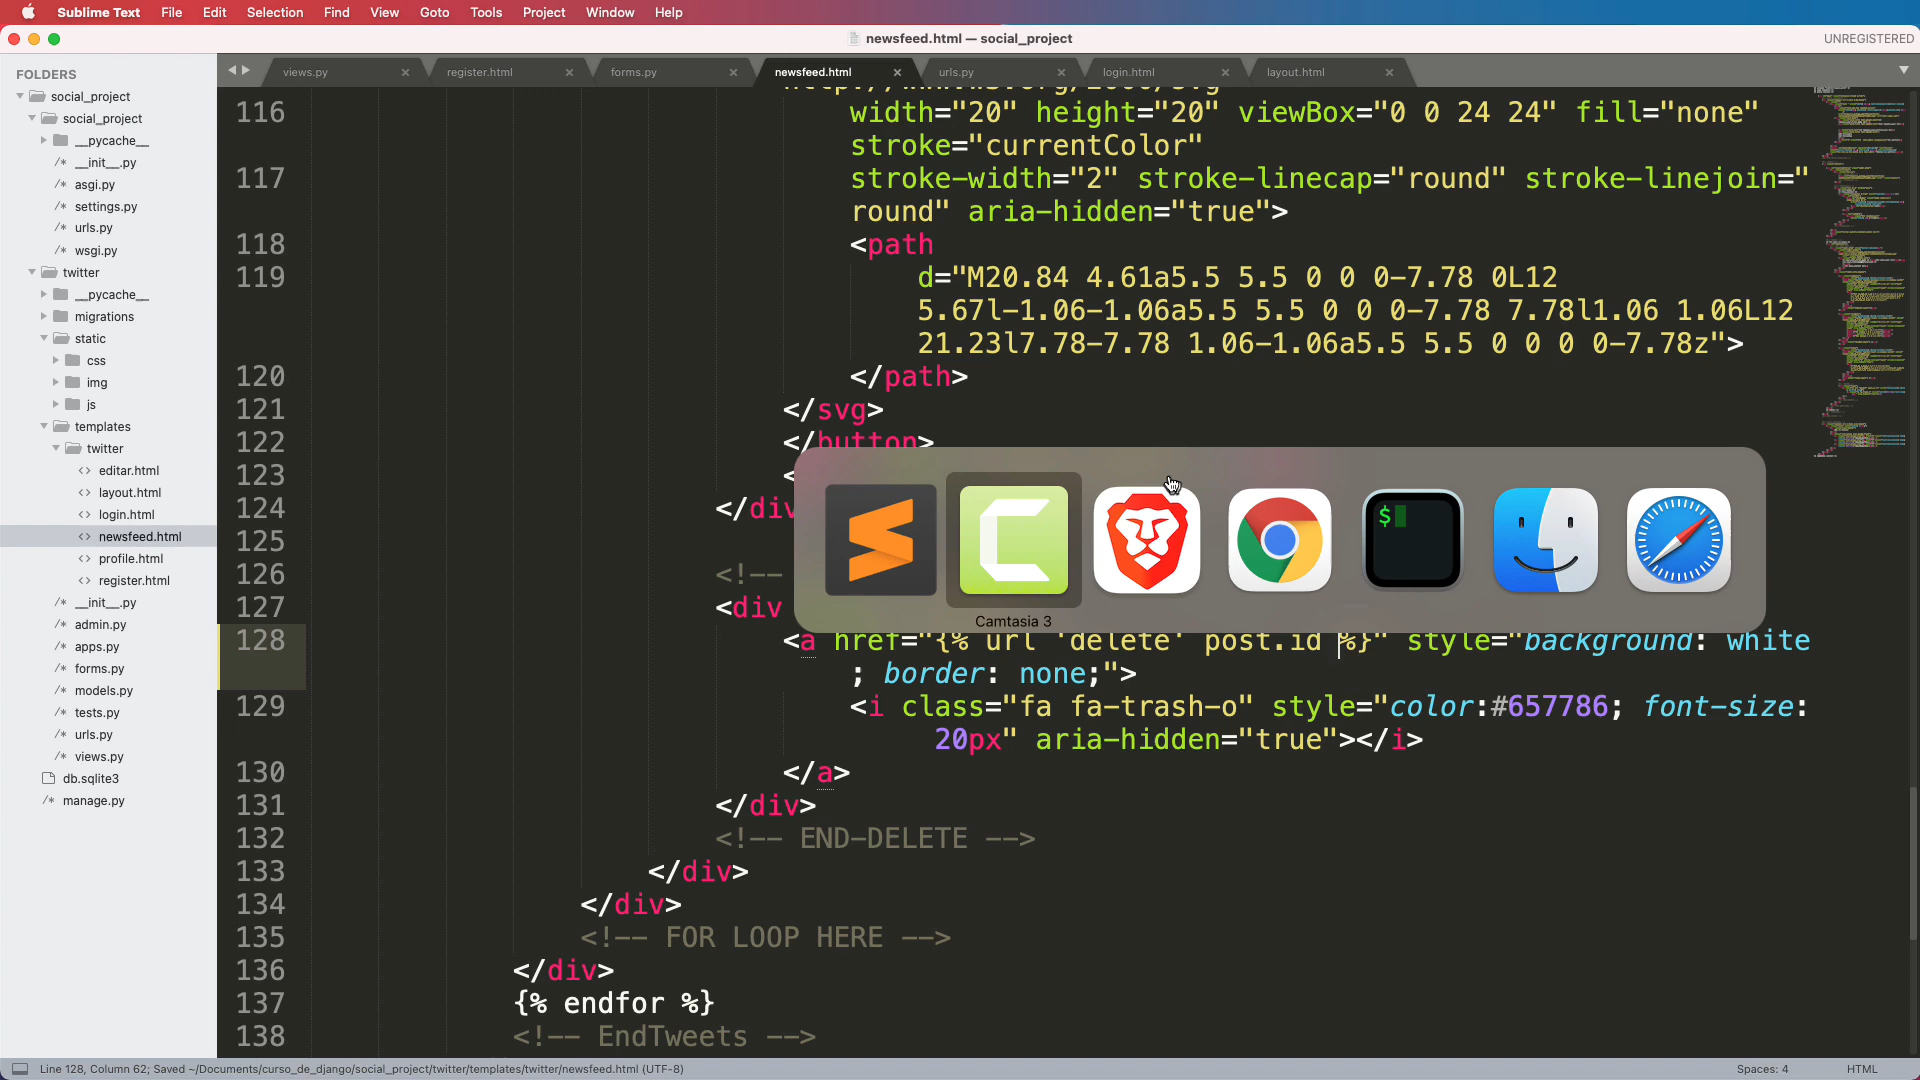 Sublime Text File Edit Selection Find View Goto Tools Project Window Help
newsfeed.html — social_project
UNREGISTERED
FOLDERS
social_project
social_project
__pycache__
__init__.py
asgi.py
settings.py
urls.py
wsgi.py
twitter
__pycache__
migrations
static
css
img
js
templates
twitter
editar.html
layout.html
login.html
newsfeed.html
profile.html
register.html
__init__.py
admin.py
apps.py
forms.py
models.py
tests.py
urls.py
views.py
db.sqlite3
manage.py
views.py register.html forms.py newsfeed.html urls.py login.html layout.html
116 width="20" height="20" viewBox="0 0 24 24" fill="none"
stroke="currentColor"
117 stroke-width="2" stroke-linecap="round" stroke-linejoin="
round" aria-hidden="true">
118 <path
119 d="M20.84 4.61a5.5 5.5 0 0 0-7.78 0L12
5.67l-1.06-1.06a5.5 5.5 0 0 0-7.78 7.78l1.06 1.06L12
21.23l7.78-7.78 1.06-1.06a5.5 5.5 0 0 0 0-7.78z">
120 </path>
121 </svg>
122 </button>
123 <
124 </div
125
126 <!--
127 <div
Camtasia 3
128 <a href="{% url 'delete' post.id %}" style="background: white
; border: none;">
129 <i class="fa fa-trash-o" style="color:#657786; font-size:
20px" aria-hidden="true"></i>
130 </a>
131 </div>
132 <!-- END-DELETE -->
133 </div>
134 </div>
135 <!-- FOR LOOP HERE -->
136 </div>
137 {% endfor %}
138 <!-- EndTweets -->
Line 128, Column 62; Saved ~/Documents/curso_de_django/social_project/twitter/templates/twitter/newsfeed.html (UTF-8)
Spaces: 4
HTML